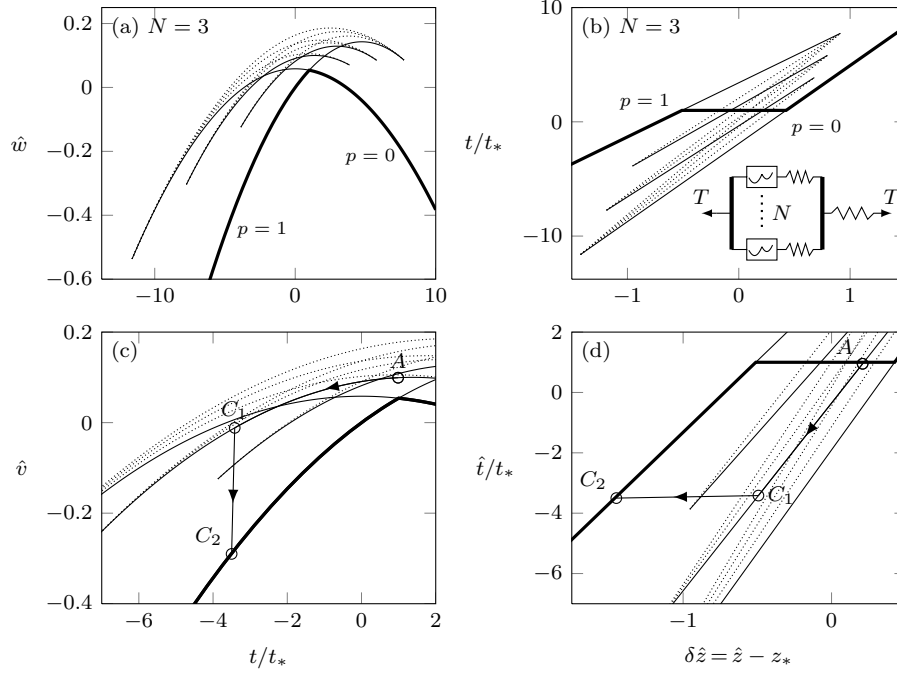 (a) N = 3
0.2
0
−0.2
−0.4
−0.6
ŵ
p = 0
p = 1
−10
0
10
(b) N = 3
10
0
−10
t/t∗
p = 1
p = 0
T
N
T
−1
0
1
(c)
0.2
0
−0.2
−0.4
v̂
A
C₁
C₂
−6
−4
−2
0
2
t/t∗
(d)
2
0
−2
−4
−6
t̂/t∗
A
C₂
C₁
−1
0
δẑ = ẑ − z∗